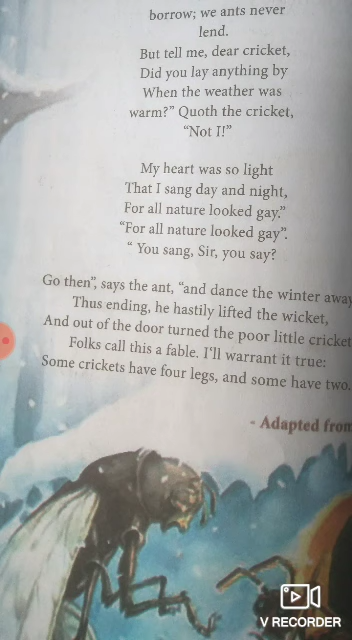 borrow; we ants never
lend.
But tell me, dear cricket,
Did you lay anything by
When the weather was
warm?” Quoth the cricket,
“Not I!”
My heart was so light
That I sang day and night,
For all nature looked gay.”
“For all nature looked gay”.
“ You sang, Sir, you say?
Go then”, says the ant, “and dance the winter away
Thus ending, he hastily lifted the wicket,
And out of the door turned the poor little cricket
Folks call this a fable. I'll warrant it true:
Some crickets have four legs, and some have two.
- Adapted from
V RECORDER